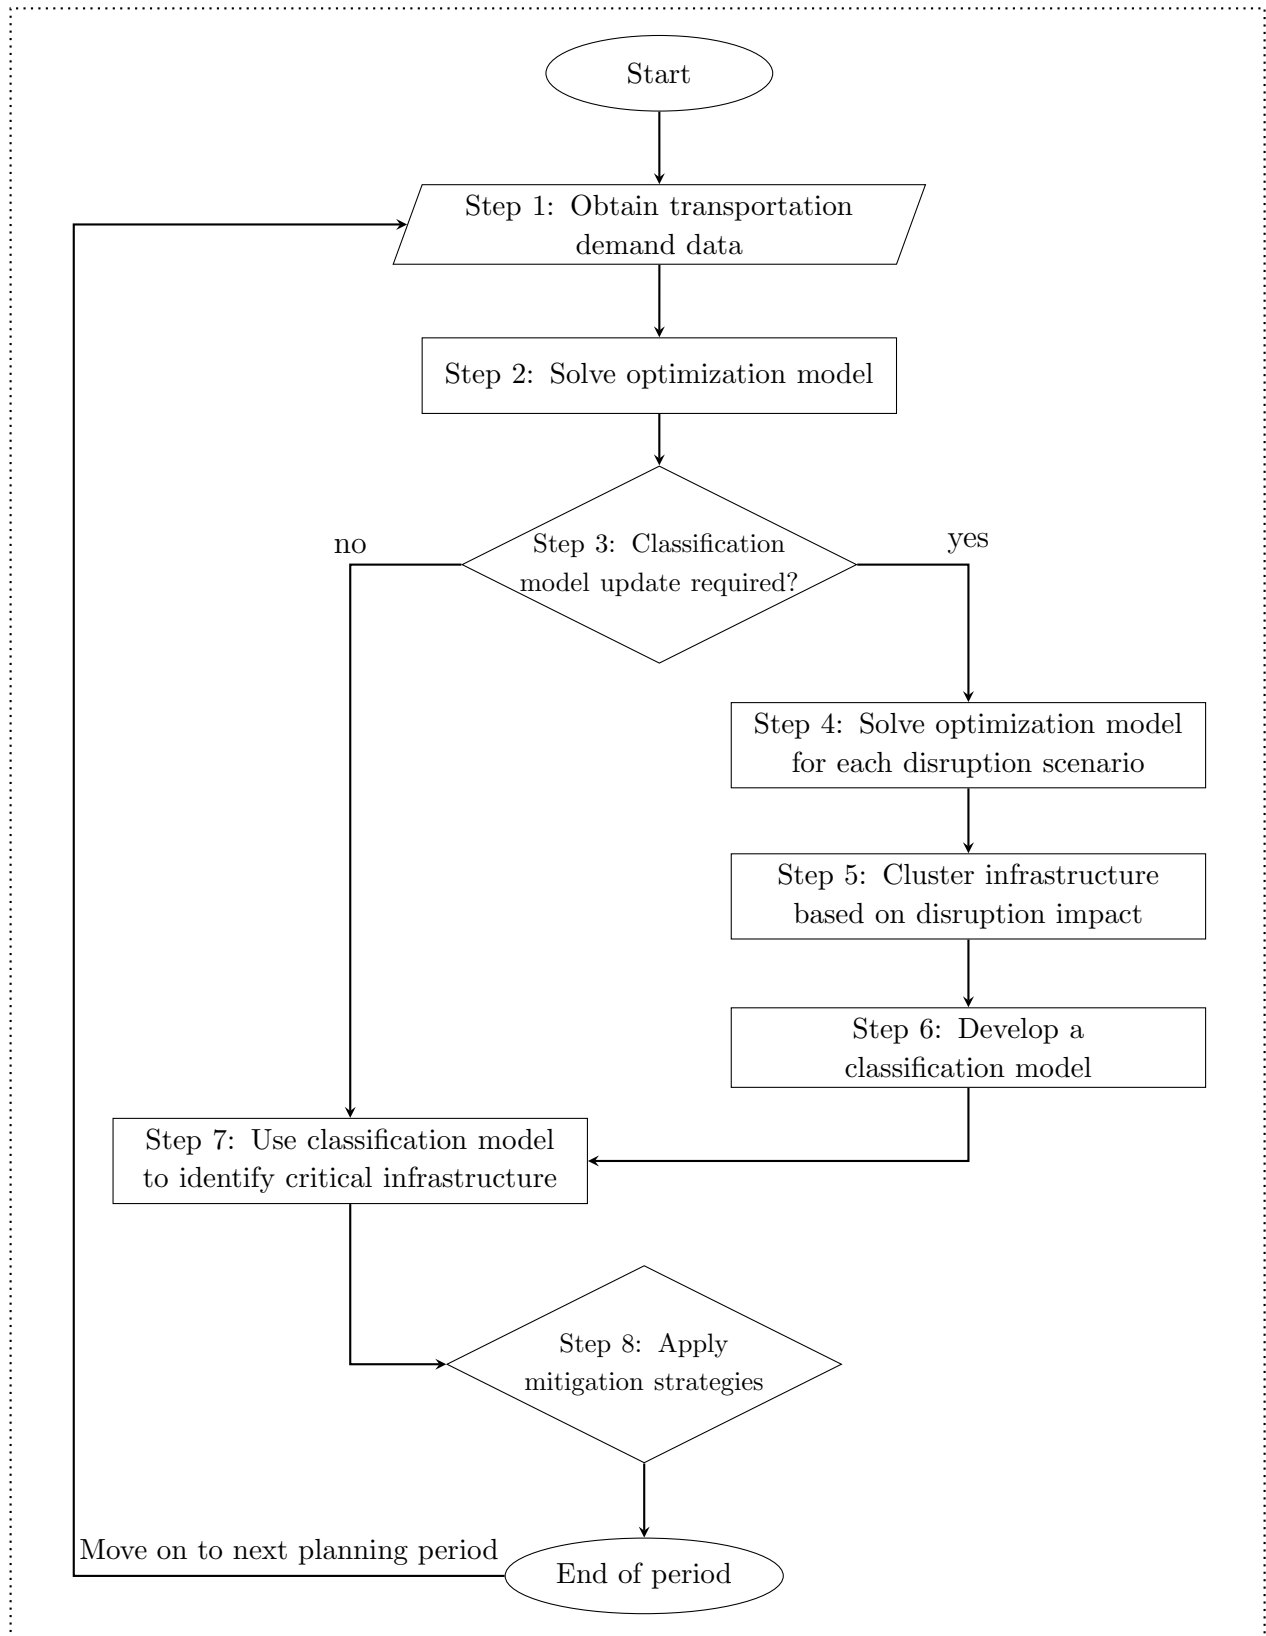 Start
Step 1: Obtain transportation
demand data
Step 2: Solve optimization model
Step 3: Classification
model update required?
no
yes
Step 4: Solve optimization model
for each disruption scenario
Step 5: Cluster infrastructure
based on disruption impact
Step 6: Develop a
classification model
Step 7: Use classification model
to identify critical infrastructure
Step 8: Apply
mitigation strategies
Move on to next planning period
End of period